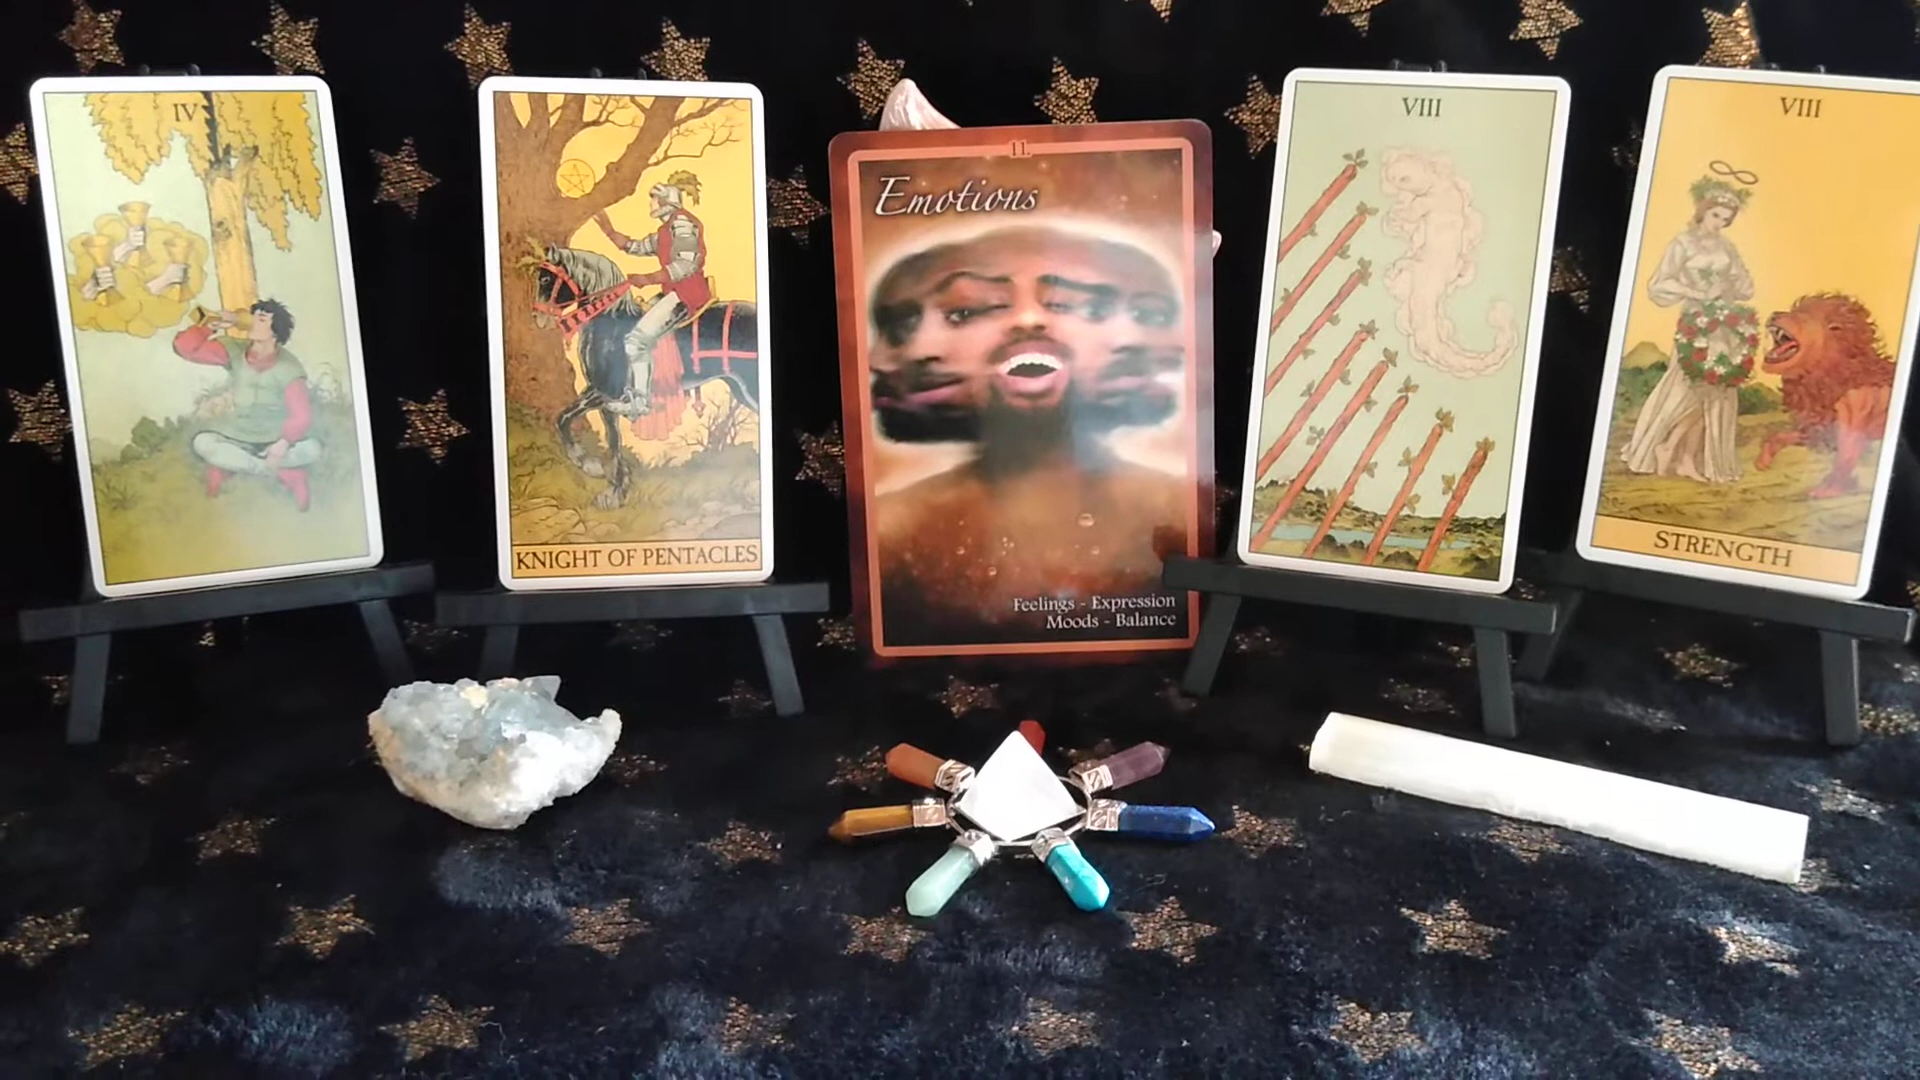 IV
KNIGHT OF PENTACLES
11.
Emotions
Feelings - Expression
Moods - Balance
VIII
VIII
STRENGTH